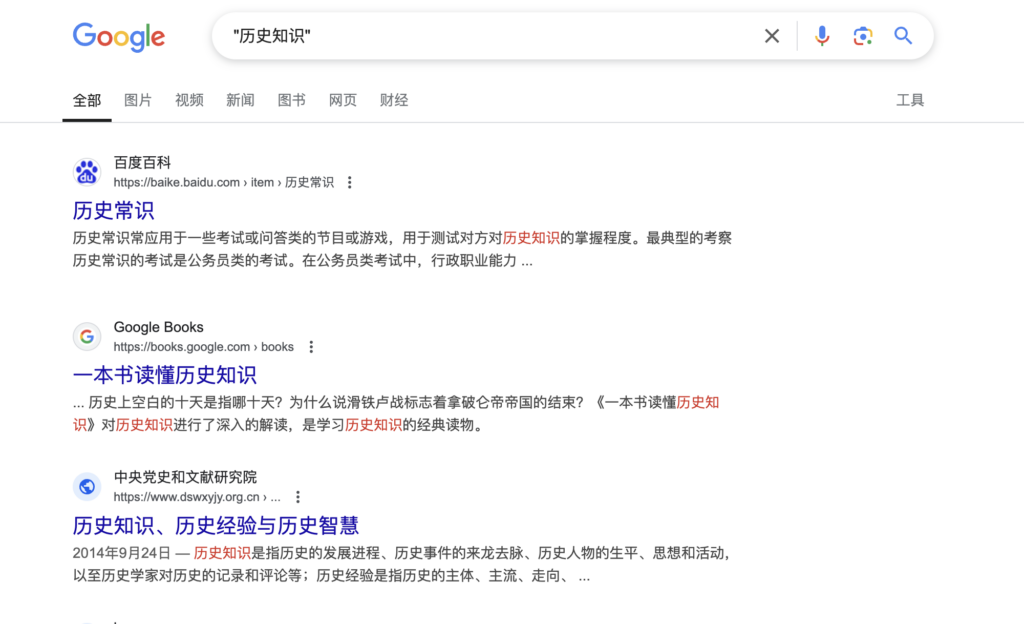 Google
"历史知识"
全部 图片 视频 新闻 图书 网页 财经 工具
百度百科
https://baike.baidu.com › item › 历史常识
历史常识
历史常识常应用于一些考试或问答类的节目或游戏，用于测试对方对历史知识的掌握程度。最典型的考察
历史常识的考试是公务员类的考试。在公务员类考试中，行政职业能力 ...
Google Books
https://books.google.com › books
一本书读懂历史知识
... 历史上空白的十天是指哪十天？为什么说滑铁卢战标志着拿破仑帝帝国的结束？《一本书读懂历史知
识》对历史知识进行了深入的解读，是学习历史知识的经典读物。
中央党史和文献研究院
https://www.dswxyjy.org.cn › ...
历史知识、历史经验与历史智慧
2014年9月24日 — 历史知识是指历史的发展进程、历史事件的来龙去脉、历史人物的生平、思想和活动，
以至历史学家对历史的记录和评论等；历史经验是指历史的主体、主流、走向、 ...